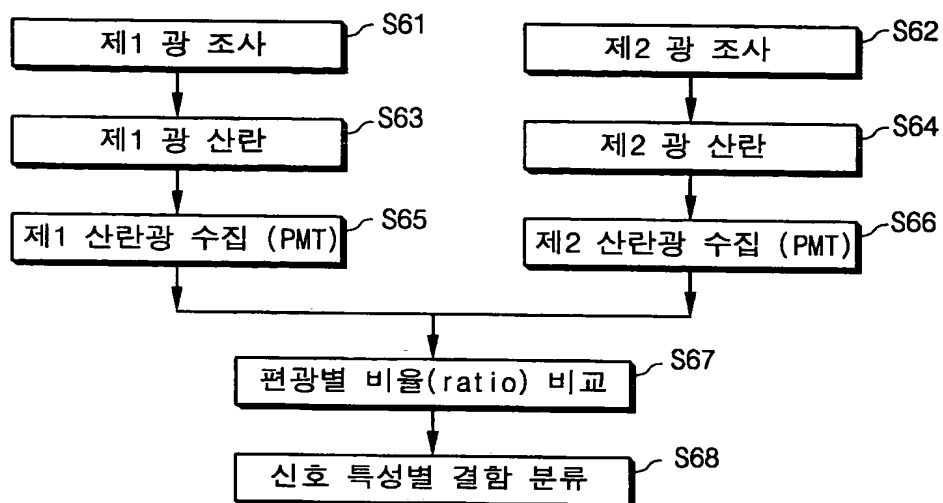 제1 광 조사 S61
제2 광 조사 S62
제1 광 산란 S63
제2 광 산란 S64
제1 산란광 수집 (PMT) S65
제2 산란광 수집 (PMT) S66
편광별 비율(ratio) 비교 S67
신호 특성별 결함 분류 S68